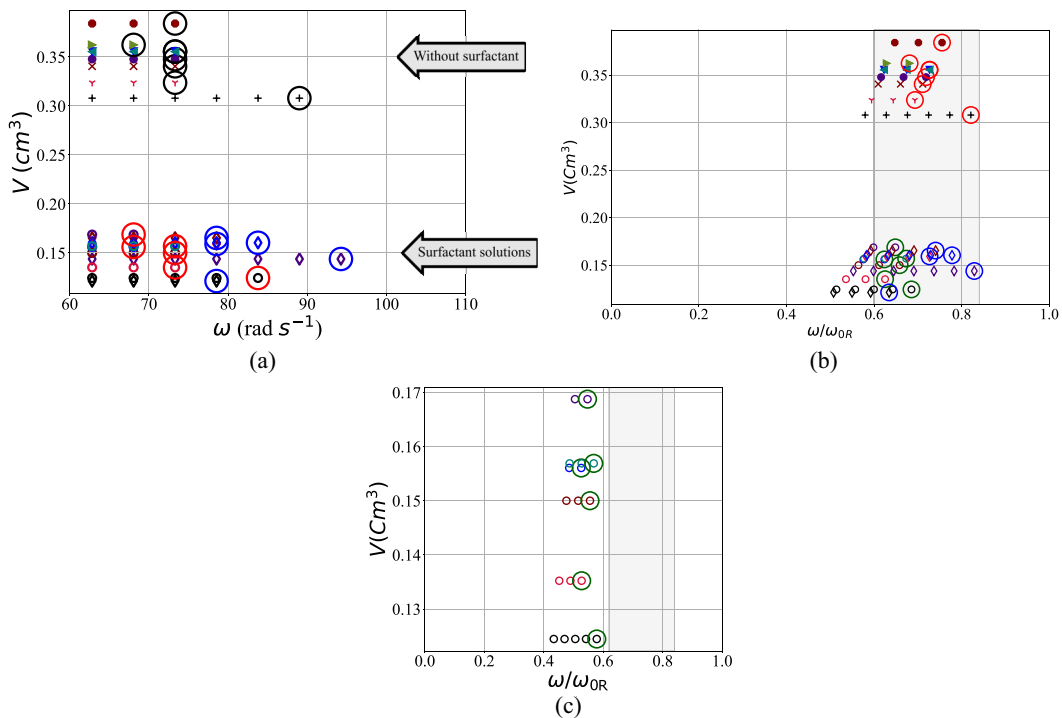 (a)
0.35
0.30
0.25
0.20
0.15
V (cm³)
60 70 80 90 100 110
ω (rad s⁻¹)
Without surfactant
Surfactant solutions
(b)
0.35
0.30
0.25
0.20
0.15
V(Cm³)
0.0 0.2 0.4 0.6 0.8 1.0
ω/ω0R
(c)
0.17
0.16
0.15
0.14
0.13
V(Cm³)
0.0 0.2 0.4 0.6 0.8 1.0
ω/ω0R